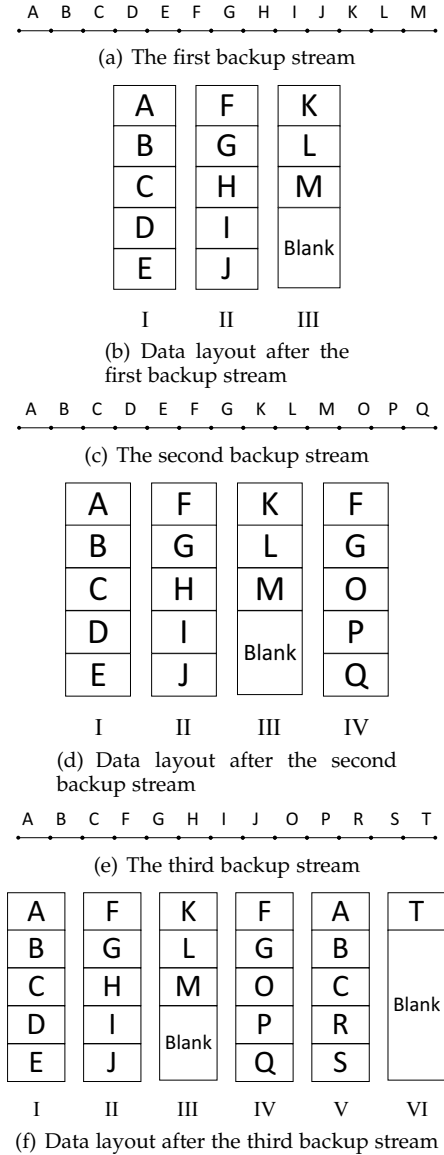 A B C D E F G H I J K L M
(a) The first backup stream
A F K
B G L
C H M
D I Blank
E J
I II III
(b) Data layout after the
first backup stream
A B C D E F G K L M O P Q
(c) The second backup stream
A F K F
B G L G
C H M O
D I Blank P
E J Q
I II III IV
(d) Data layout after the second
backup stream
A B C F G H I J O P R S T
(e) The third backup stream
A F K F A T
B G L G B
C H M O C Blank
D I Blank P R
E J Q S
I II III IV V VI
(f) Data layout after the third backup stream